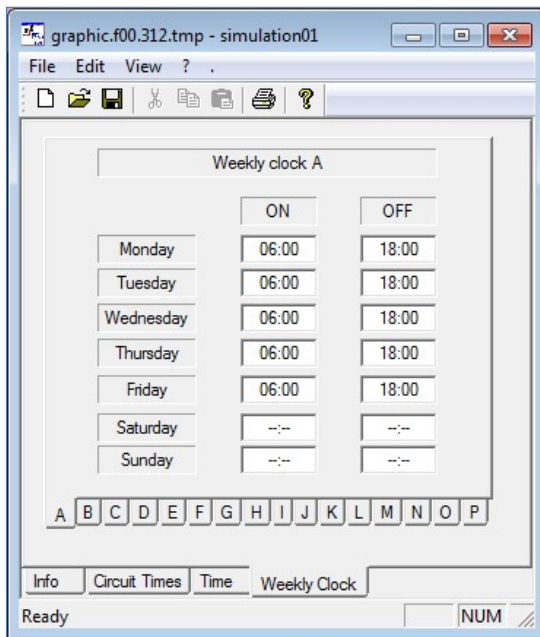 graphic.f00.312.tmp - simulation01
File Edit View ? .
Weekly clock A
ON OFF
Monday 06:00 18:00
Tuesday 06:00 18:00
Wednesday 06:00 18:00
Thursday 06:00 18:00
Friday 06:00 18:00
Saturday --:-- --:--
Sunday --:-- --:--
A B C D E F G H I J K L M N O P
Info Circuit Times Time Weekly Clock
Ready NUM